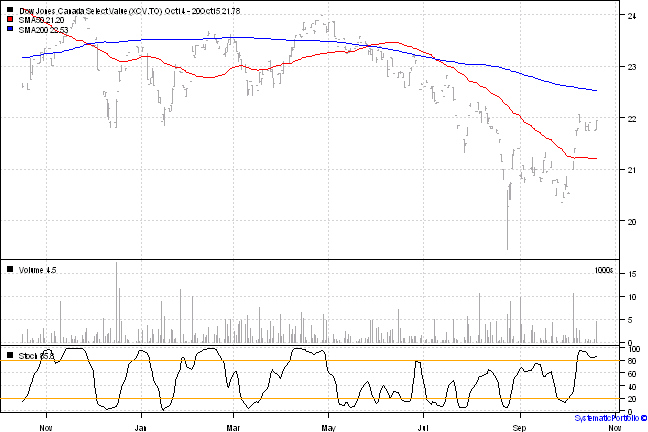 Dow Jones Canada Select Value (XCV.TO) Oct14 - 20Oct15 21.78
SMA50 21.20
SMA200 22.53
24
23
22
21
20
Volume 4.5
1000s
15
10
5
0
Stoch 85.8
100
80
60
40
20
0
Nov
Jan
Mar
May
Jul
Sep
Nov
SystematicPortfolio ©